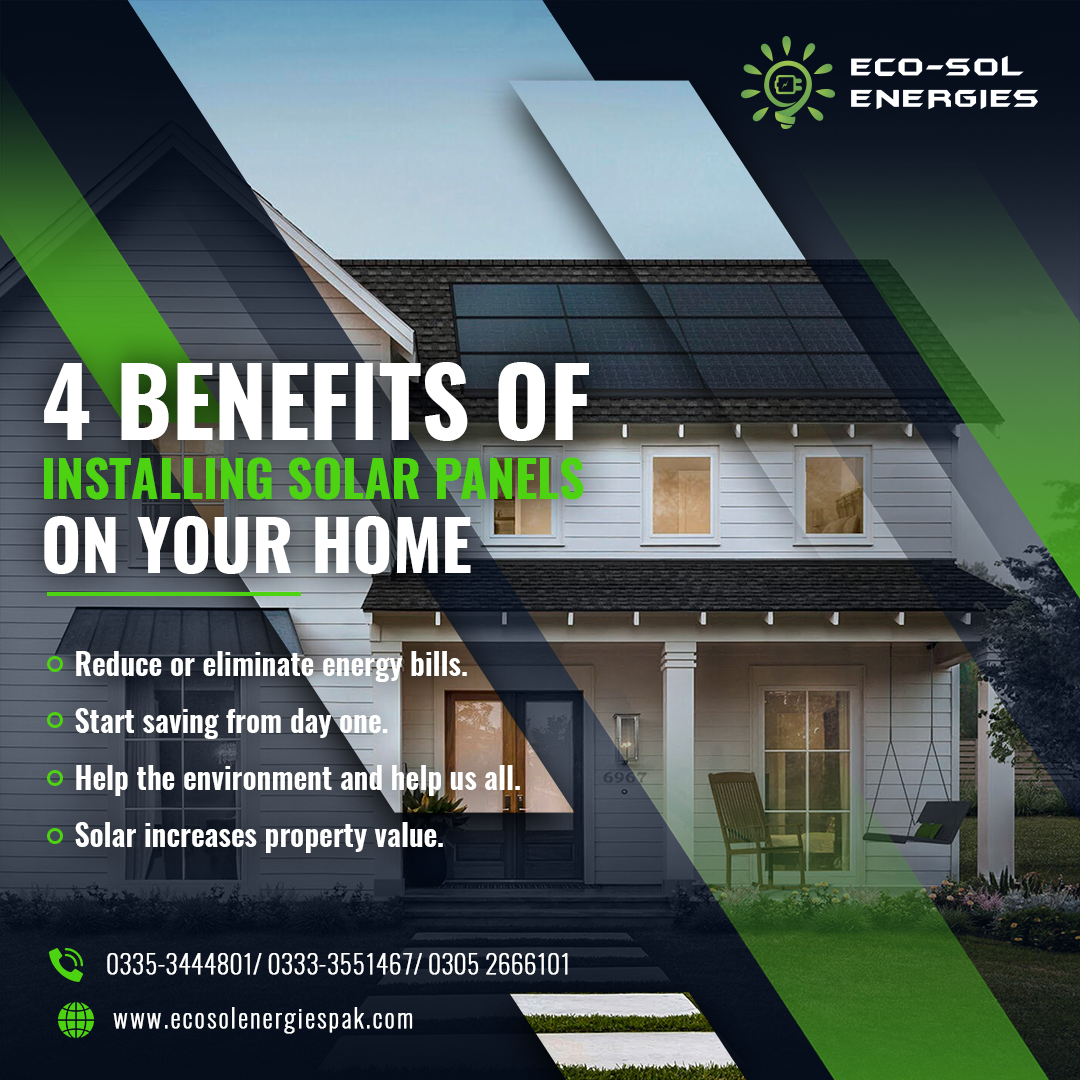 ECO-SOL
ENERGIES
4 BENEFITS OF
INSTALLING SOLAR PANELS
ON YOUR HOME
Reduce or eliminate energy bills.
Start saving from day one.
Help the environment and help us all.
Solar increases property value.
6967
0335-3444801/ 0333-3551467/ 0305 2666101
www.ecosolenergiespak.com